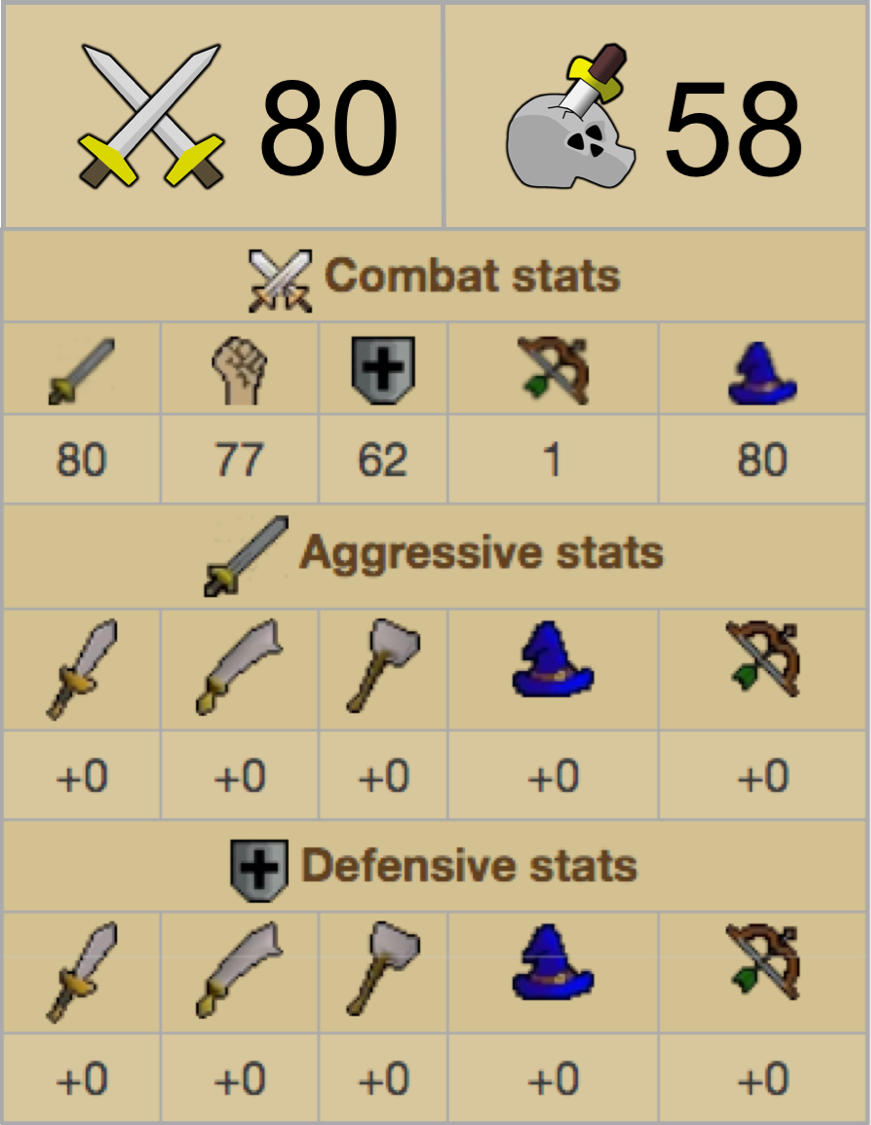 80 58
Combat stats
80 77 62 1 80
Aggressive stats
+0 +0 +0 +0 +0
Defensive stats
+0 +0 +0 +0 +0